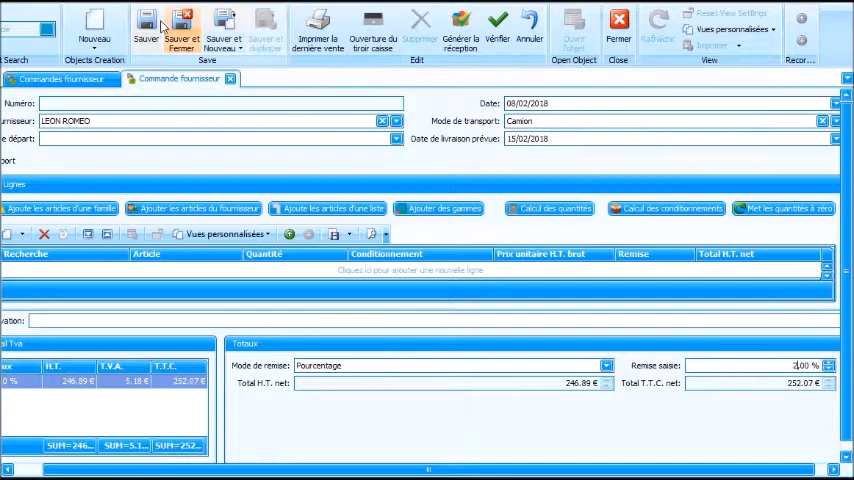 de
Nouveau
Sauver
Sauver et
Fermer
Sauver et
Nouveau
Sauver et
dupliquer
Imprimer la
dernière vente
Ouverture du
tiroir caisse
Supprimer
Générer la
réception
Vérifier
Annuler
Ouvrir
l'objet
Fermer
Rafraîchir
Reset View Settings
Vues personnalisées
Imprimer
t Search
Objects Creation
Save
Edit
Open Object
Close
View
Recor...
Commandes fournisseur
Commande fournisseur
Numéro:
Date: 08/02/2018
urnisseur: LEON ROMEO
Mode de transport: Camion
e départ:
Date de livraison prévue: 15/02/2018
port
Lignes
Ajoute les articles d'une famille
Ajouter les articles du fournisseur
Ajoute les articles d'une liste
Ajouter des gammes
Calcul des quantités
Calcul des conditionnements
Met les quantités à zéro
Vues personnalisées
Recherche Article Quantité Conditionnement Prix unitaire H.T. brut Remise Total H.T. net
Cliquez ici pour ajouter une nouvelle ligne
vation:
ail Tva
Totaux
aux H.T. T.V.A. T.T.C.
0 % 246.89 € 5.18 € 252.07 €
SUM=246... SUM=5.1... SUM=252...
Mode de remise: Pourcentage
Remise saisie: 2,00 %
Total H.T. net: 246.89 €
Total T.T.C. net: 252.07 €